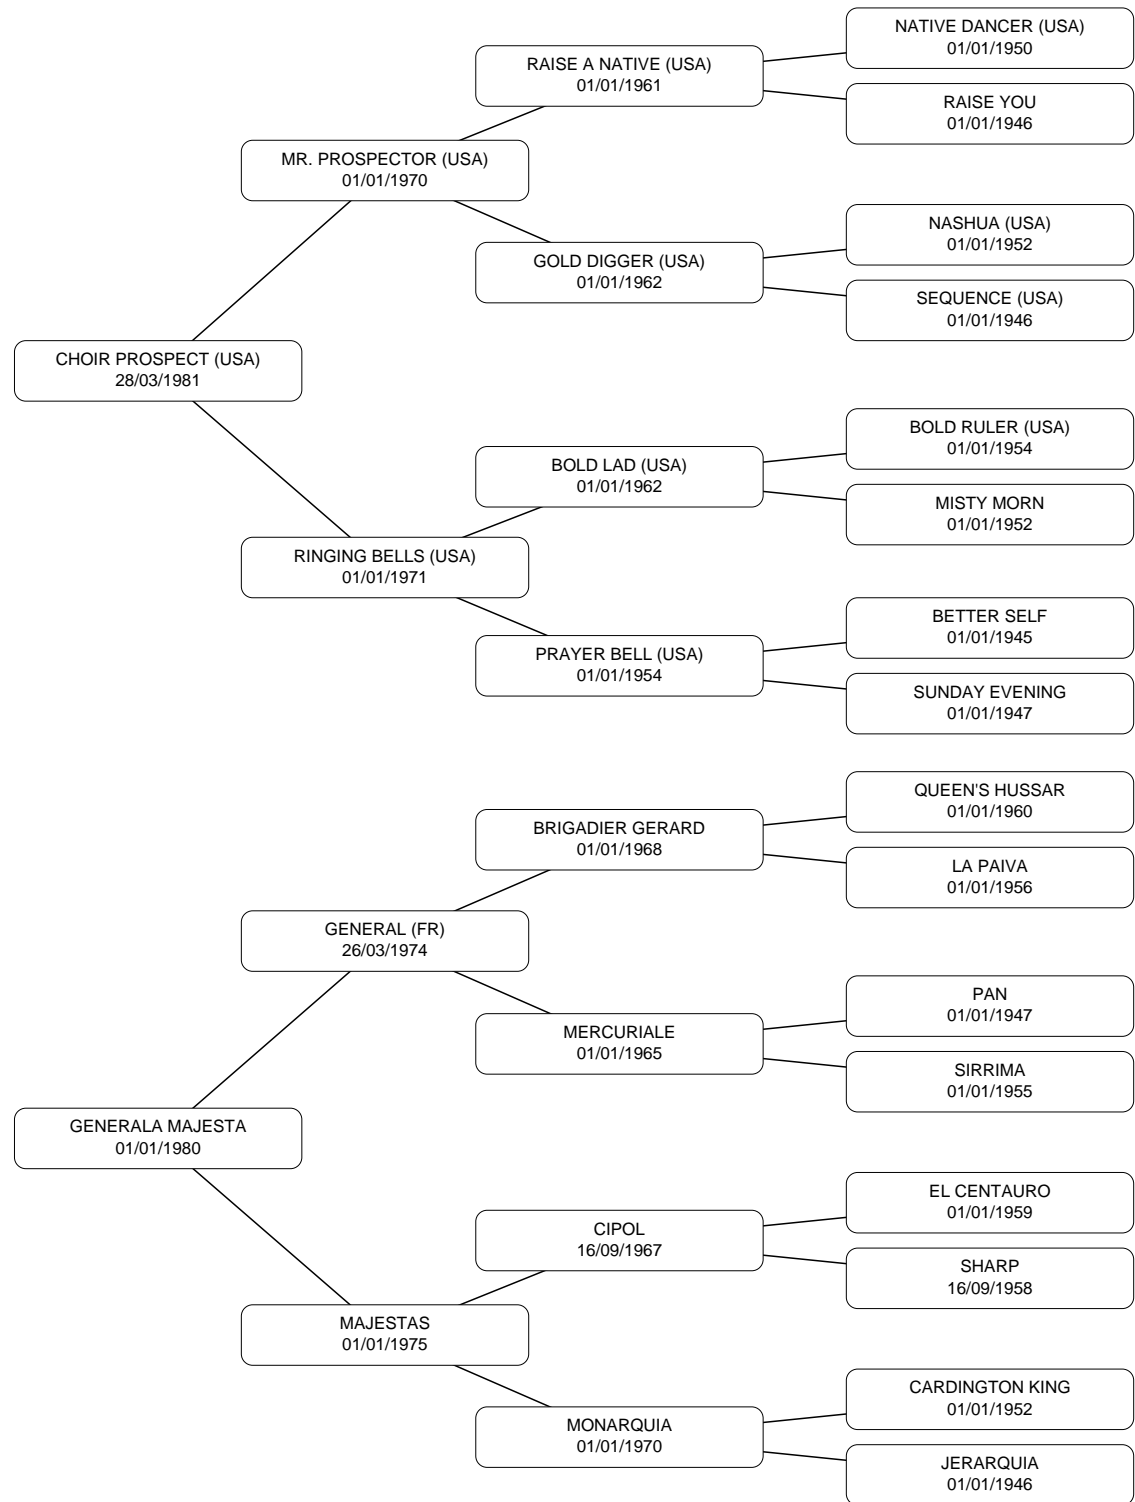 NATIVE DANCER (USA)
01/01/1950
RAISE A NATIVE (USA)
01/01/1961
RAISE YOU
01/01/1946
MR. PROSPECTOR (USA)
01/01/1970
NASHUA (USA)
01/01/1952
GOLD DIGGER (USA)
01/01/1962
SEQUENCE (USA)
01/01/1946
CHOIR PROSPECT (USA)
28/03/1981
BOLD RULER (USA)
01/01/1954
BOLD LAD (USA)
01/01/1962
MISTY MORN
01/01/1952
RINGING BELLS (USA)
01/01/1971
BETTER SELF
01/01/1945
PRAYER BELL (USA)
01/01/1954
SUNDAY EVENING
01/01/1947
QUEEN'S HUSSAR
01/01/1960
BRIGADIER GERARD
01/01/1968
LA PAIVA
01/01/1956
GENERAL (FR)
26/03/1974
PAN
01/01/1947
MERCURIALE
01/01/1965
SIRRIMA
01/01/1955
GENERALA MAJESTA
01/01/1980
EL CENTAURO
01/01/1959
CIPOL
16/09/1967
SHARP
16/09/1958
MAJESTAS
01/01/1975
CARDINGTON KING
01/01/1952
MONARQUIA
01/01/1970
JERARQUIA
01/01/1946